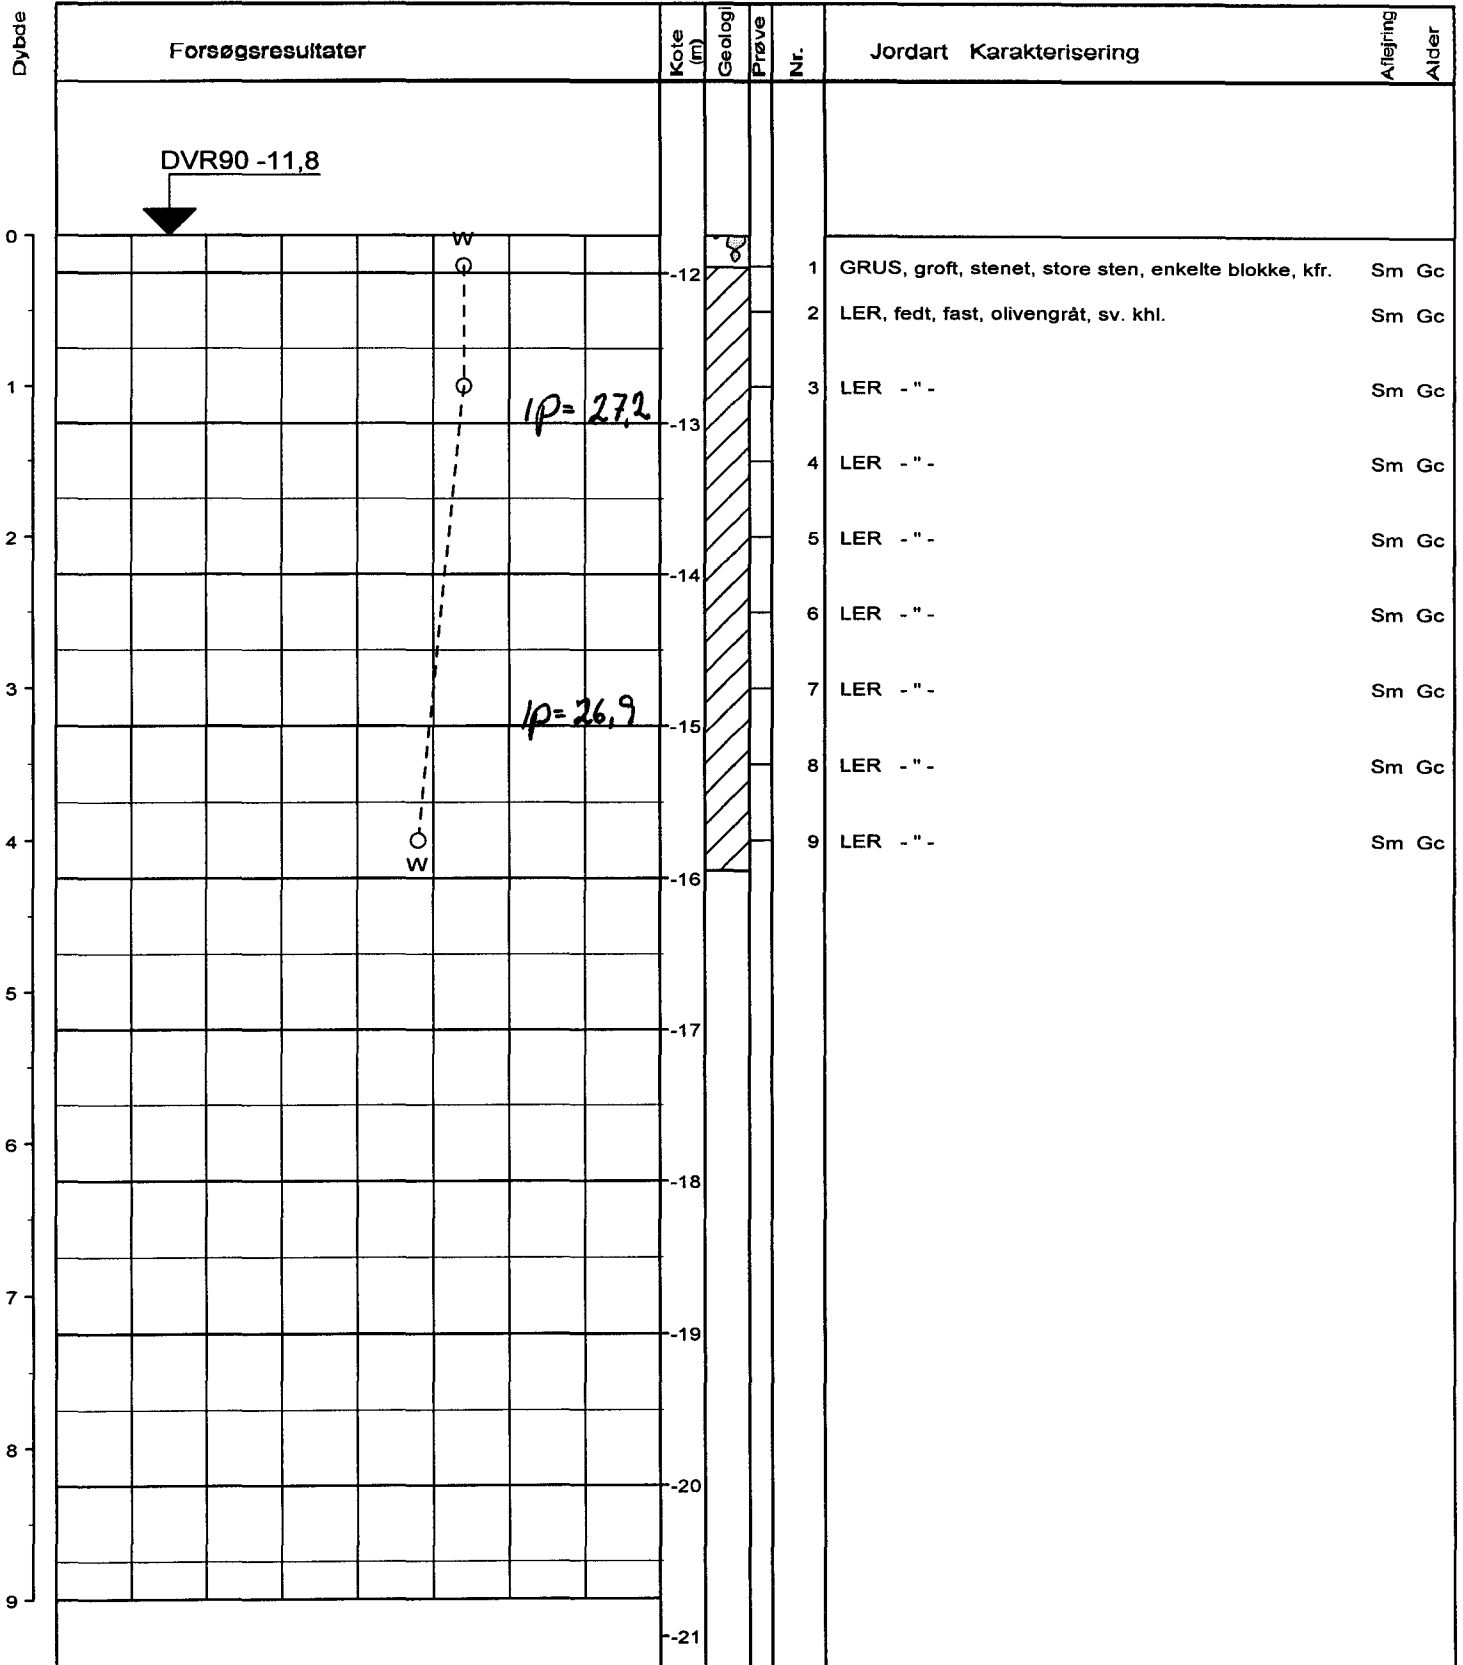 Dybde Forsøgsresultater Kote (m) Geologi Prøve Nr. Jordart Karakterisering Aflejring Alder
DVR90 -11,8
0
W
-12 1 GRUS, groft, stenet, store sten, enkelte blokke, kfr. Sm Gc
2 LER, fedt, fast, olivengråt, sv. khl. Sm Gc
1 3 LER - " - Sm Gc
Ip= 27,2 -13
4 LER - " - Sm Gc
2 5 LER - " - Sm Gc
-14
6 LER - " - Sm Gc
3 7 LER - " - Sm Gc
Ip= 26,9 -15
8 LER - " - Sm Gc
4 9 LER - " - Sm Gc
W
-16
5
-17
6
-18
7
-19
8
-20
9
-21